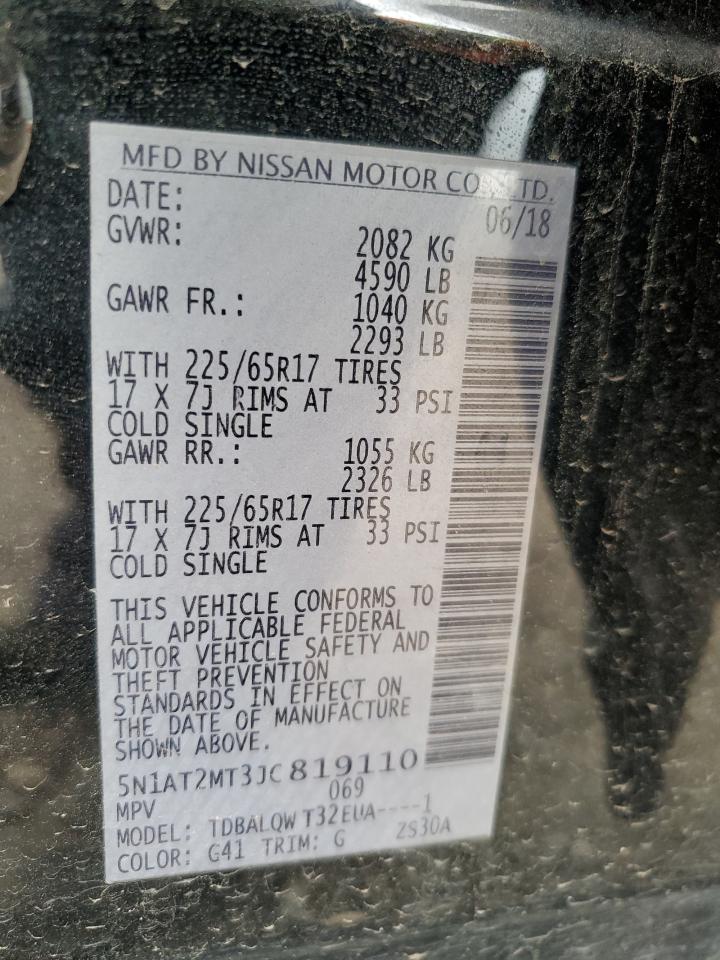 MFD BY NISSAN MOTOR CO., LTD.
DATE: 06/18
GVWR: 2082 KG
4590 LB
GAWR FR.: 1040 KG
2293 LB
WITH 225/65R17 TIRES
17 X 7J RIMS AT 33 PSI
COLD SINGLE
GAWR RR.: 1055 KG
2326 LB
WITH 225/65R17 TIRES
17 X 7J RIMS AT 33 PSI
COLD SINGLE
THIS VEHICLE CONFORMS TO
ALL APPLICABLE FEDERAL
MOTOR VEHICLE SAFETY AND
THEFT PREVENTION
STANDARDS IN EFFECT ON
THE DATE OF MANUFACTURE
SHOWN ABOVE.
5N1AT2MT3JC819110
MPV 069
MODEL: TDBALQW T32EUA----1
COLOR: G41 TRIM: G ZS30A